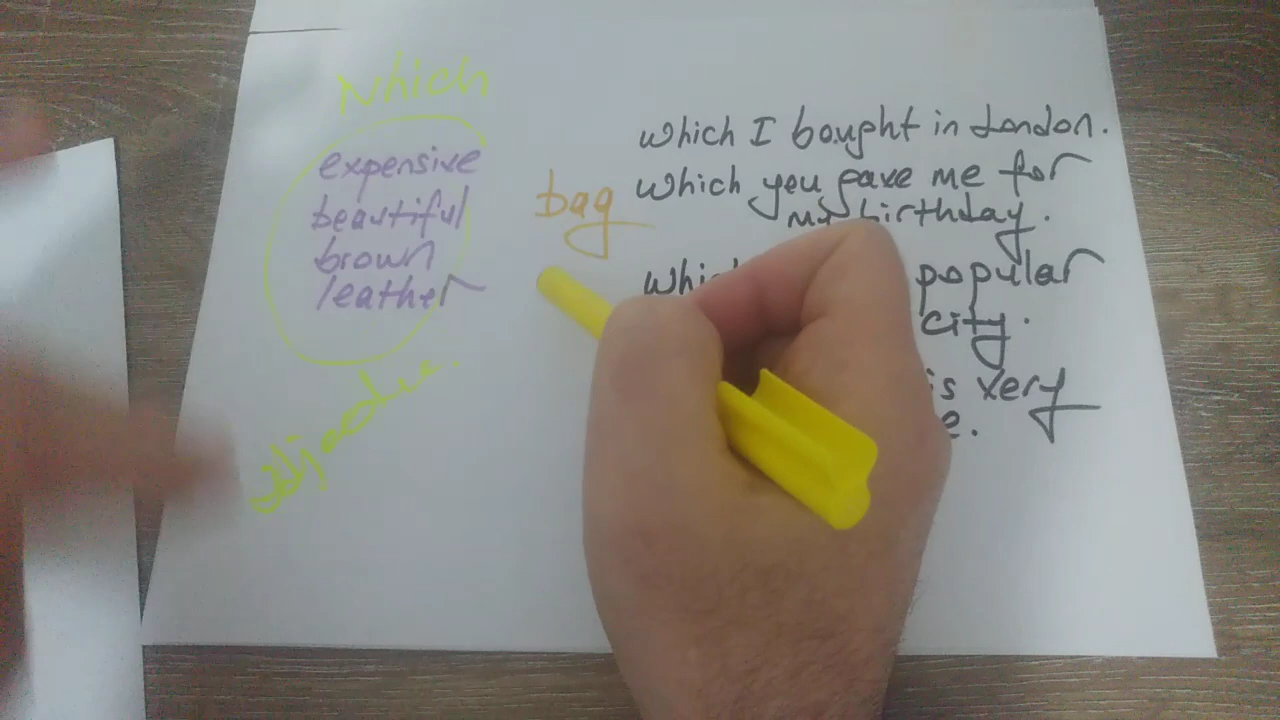 Which
expensive
beautiful
brown
leather
adjective.
bag
which I bought in London.
which you gave me for
my birthday.
popular
city.
is very